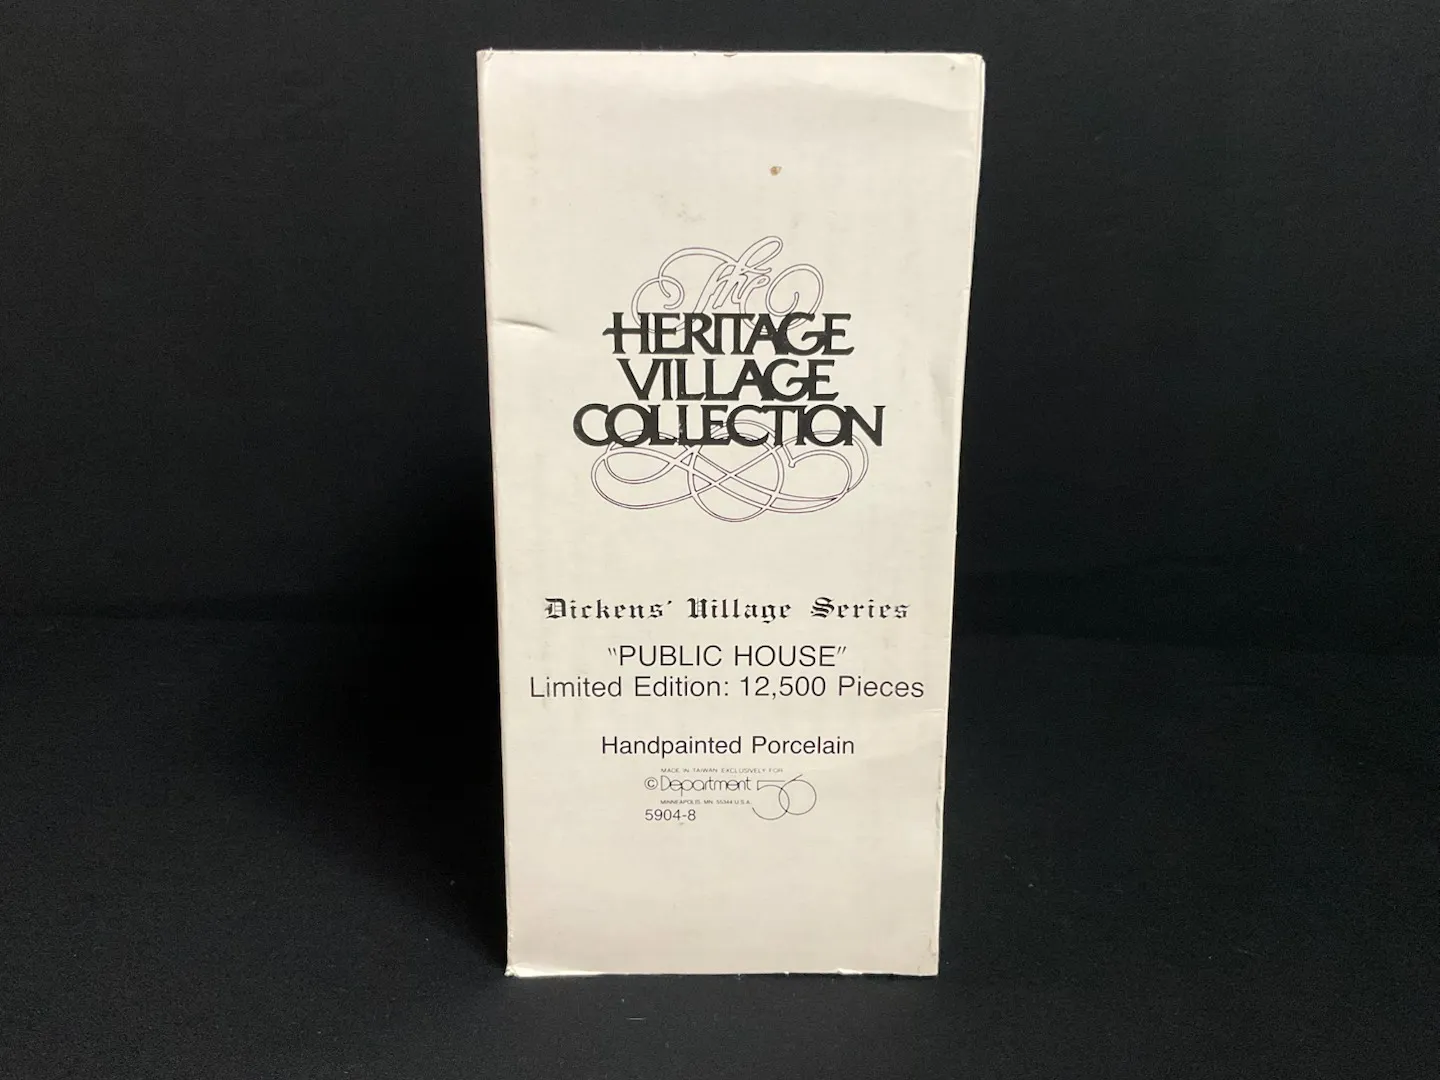 The
HERITAGE
VILLAGE
COLLECTION
Dickens' Village Series
"PUBLIC HOUSE"
Limited Edition: 12,500 Pieces
Handpainted Porcelain
MADE IN TAIWAN EXCLUSIVELY FOR
© Department 56
MINNEAPOLIS, MN 55344 U.S.A.
5904-8